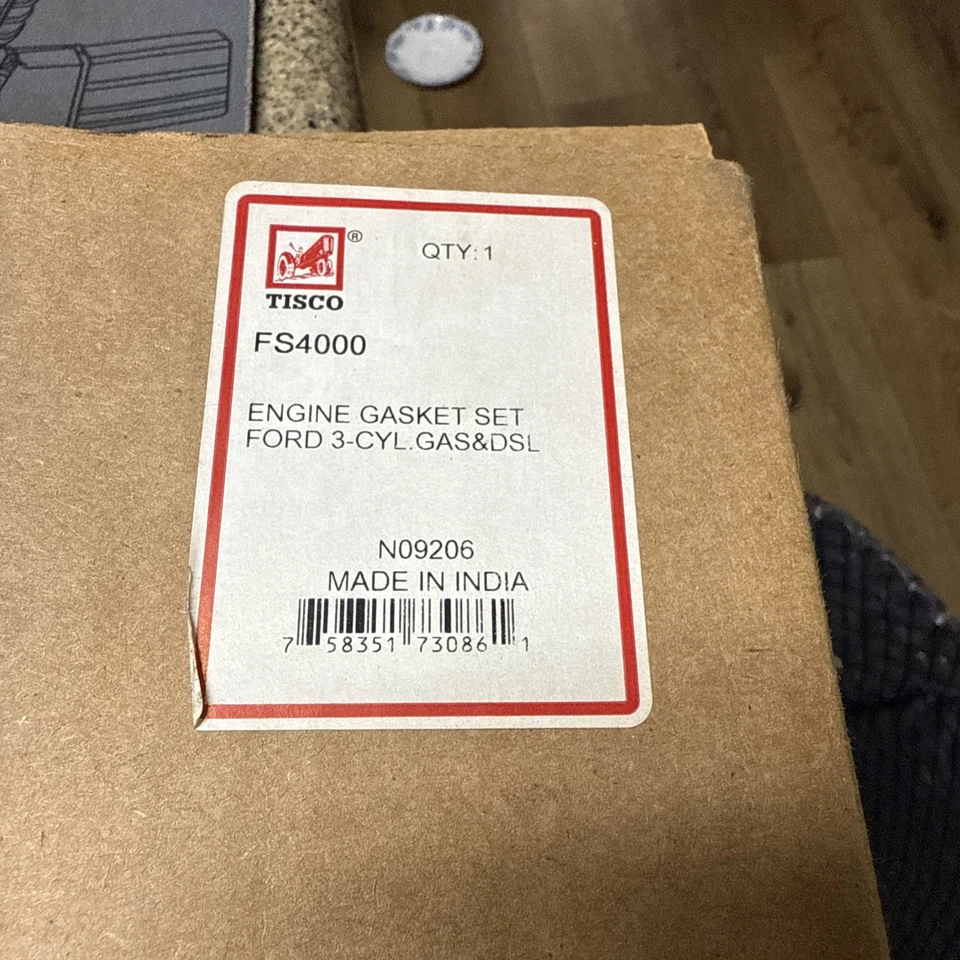 ®
QTY: 1
TISCO
FS4000
ENGINE GASKET SET
FORD 3-CYL.GAS&DSL
N09206
MADE IN INDIA
7 58351 73086 1